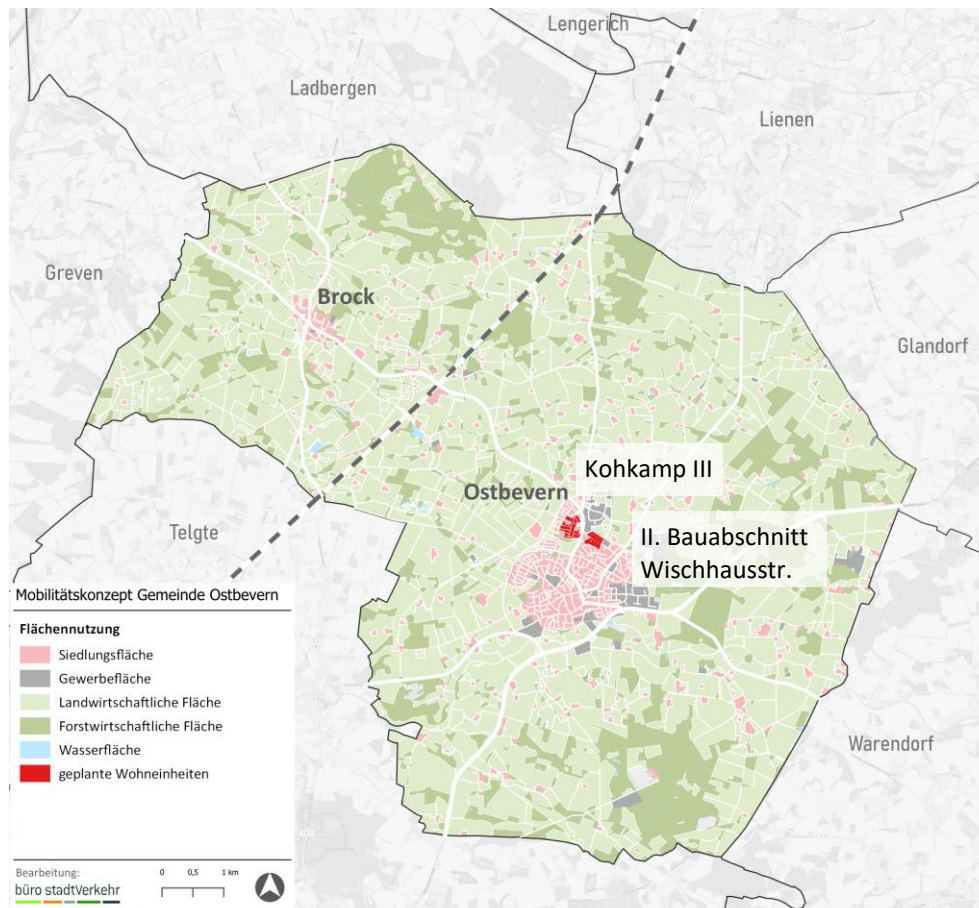 Lengerich
Ladbergen
Lienen
Greven
Brock
Glandorf
Kohkamp III
Ostbevern
Telgte
II. Bauabschnitt
Wischhausstr.
Warendorf
Mobilitätskonzept Gemeinde Ostbevern
Flächennutzung
Siedlungsfläche
Gewerbefläche
Landwirtschaftliche Fläche
Forstwirtschaftliche Fläche
Wasserfläche
geplante Wohneinheiten
Bearbeitung:
büro stadtVerkehr
0 0,5 1 km